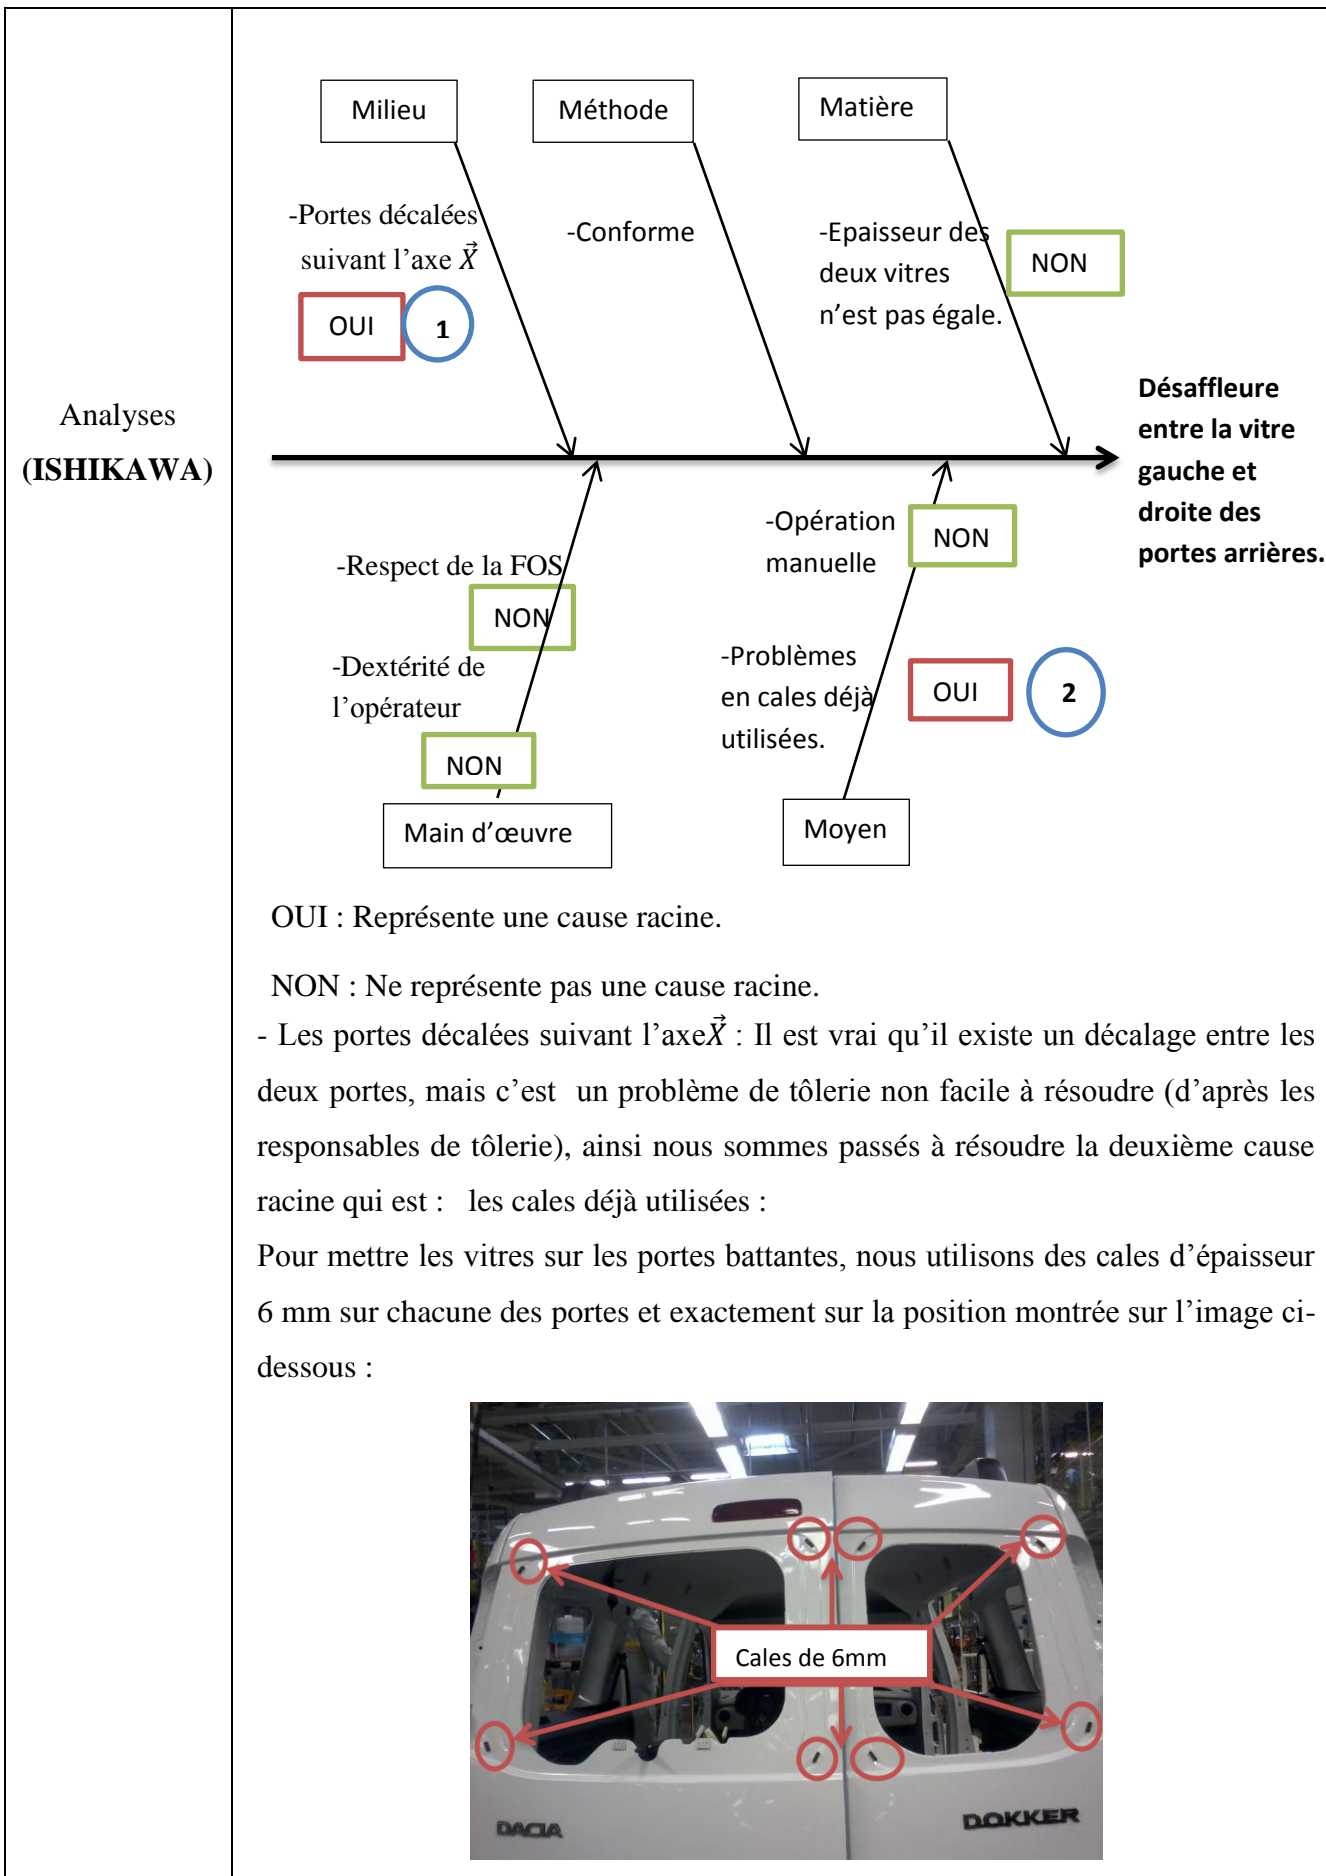 Analyses
(ISHIKAWA)
Milieu
Méthode
Matière
-Portes décalées
suivant l’axe X⃗
OUI
1
-Conforme
-Epaisseur des
deux vitres
n’est pas égale.
NON
Désaffleure
entre la vitre
gauche et
droite des
portes arrières.
-Respect de la FOS
NON
-Dextérité de
l’opérateur
NON
Main d’œuvre
-Opération
manuelle
NON
-Problèmes
en cales déjà
utilisées.
OUI
2
Moyen
OUI : Représente une cause racine.
NON : Ne représente pas une cause racine.
- Les portes décalées suivant l’axeX⃗ : Il est vrai qu’il existe un décalage entre les
deux portes, mais c’est un problème de tôlerie non facile à résoudre (d’après les
responsables de tôlerie), ainsi nous sommes passés à résoudre la deuxième cause
racine qui est : les cales déjà utilisées :
Pour mettre les vitres sur les portes battantes, nous utilisons des cales d’épaisseur
6 mm sur chacune des portes et exactement sur la position montrée sur l’image ci-
dessous :
Cales de 6mm
DACIA
DOKKER